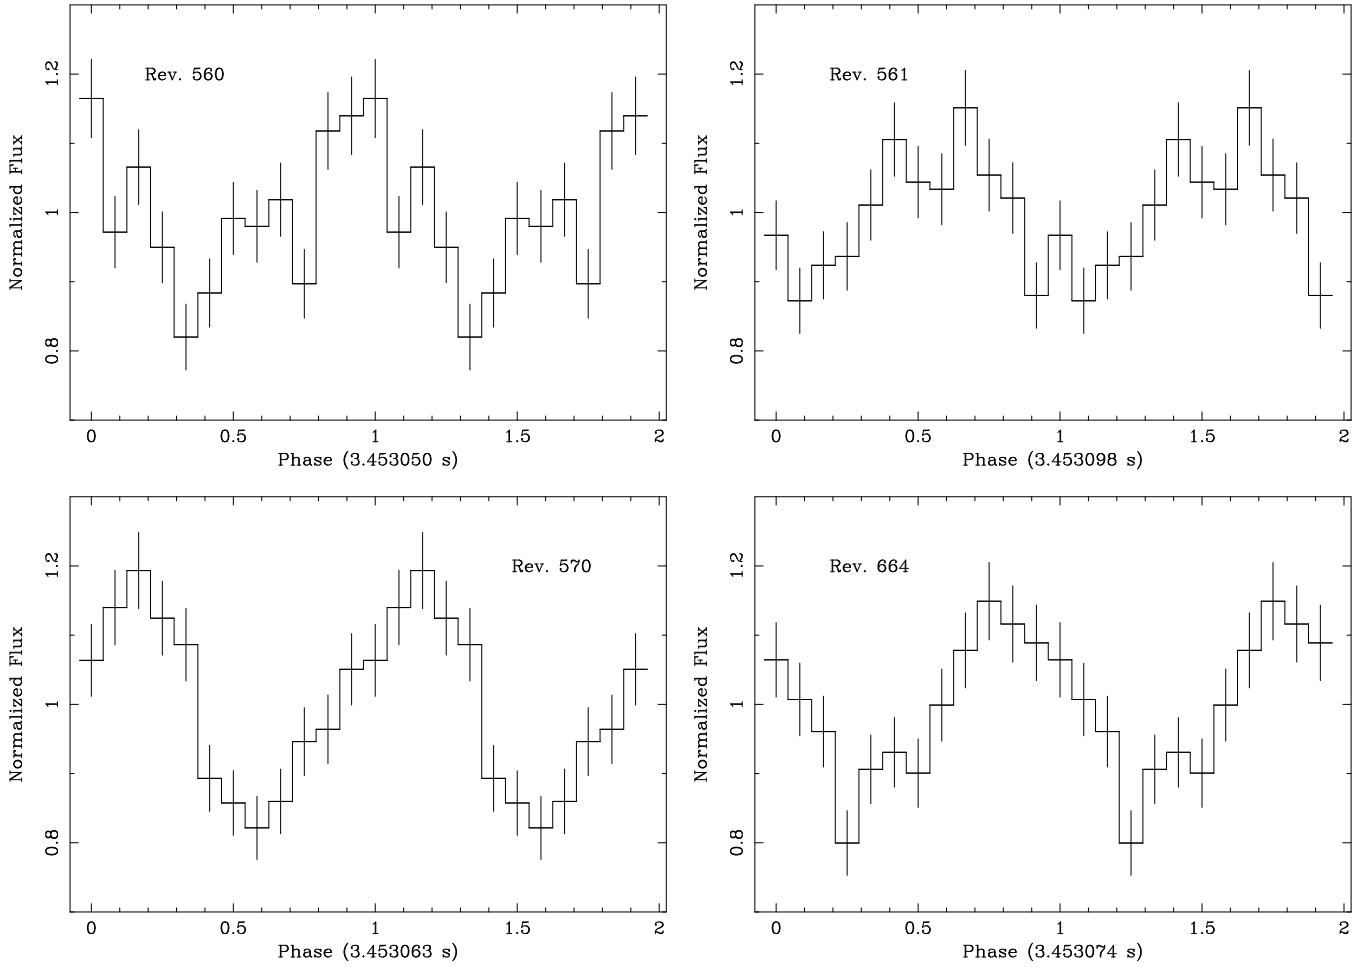 Rev. 560
Normalized Flux
1.2
1
0.8
0 0.5 1 1.5 2
Phase (3.453050 s)
Rev. 561
Normalized Flux
1.2
1
0.8
0 0.5 1 1.5 2
Phase (3.453098 s)
Rev. 570
Normalized Flux
1.2
1
0.8
0 0.5 1 1.5 2
Phase (3.453063 s)
Rev. 664
Normalized Flux
1.2
1
0.8
0 0.5 1 1.5 2
Phase (3.453074 s)